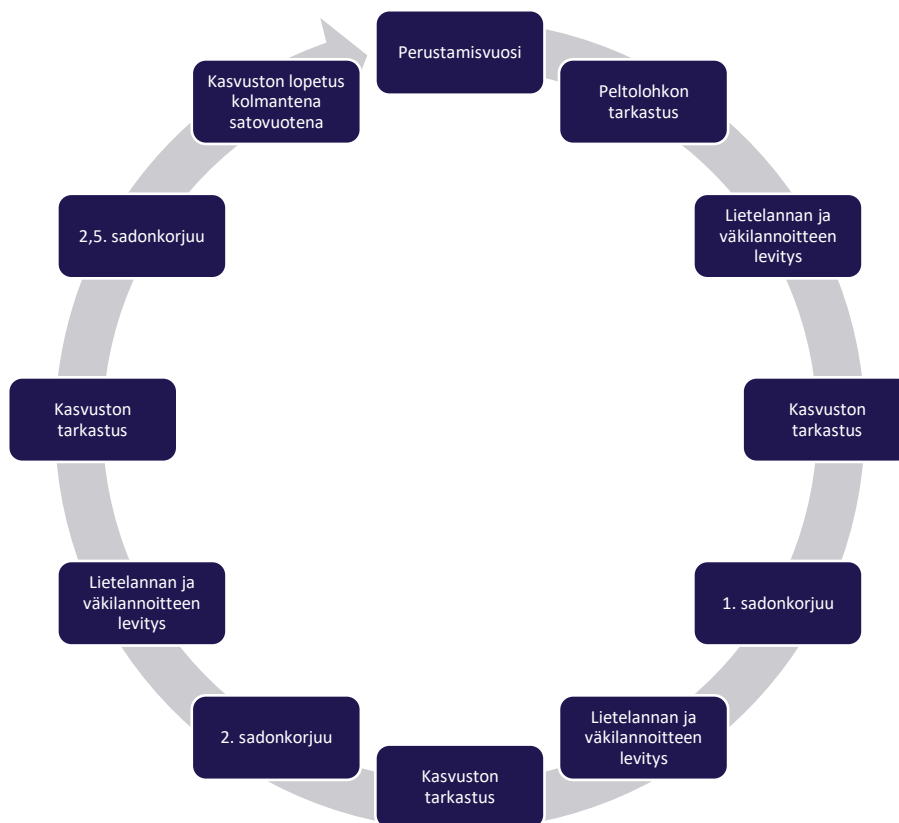 Perustamisvuosi
Peltolohkon
tarkastus
Lietelannan ja
väkilannoitteen
levitys
Kasvuston
tarkastus
1. sadonkorjuu
Lietelannan ja
väkilannoitteen
levitys
Kasvuston
tarkastus
2. sadonkorjuu
Lietelannan ja
väkilannoitteen
levitys
Kasvuston
tarkastus
2,5. sadonkorjuu
Kasvuston lopetus
kolmantena
satovuotena